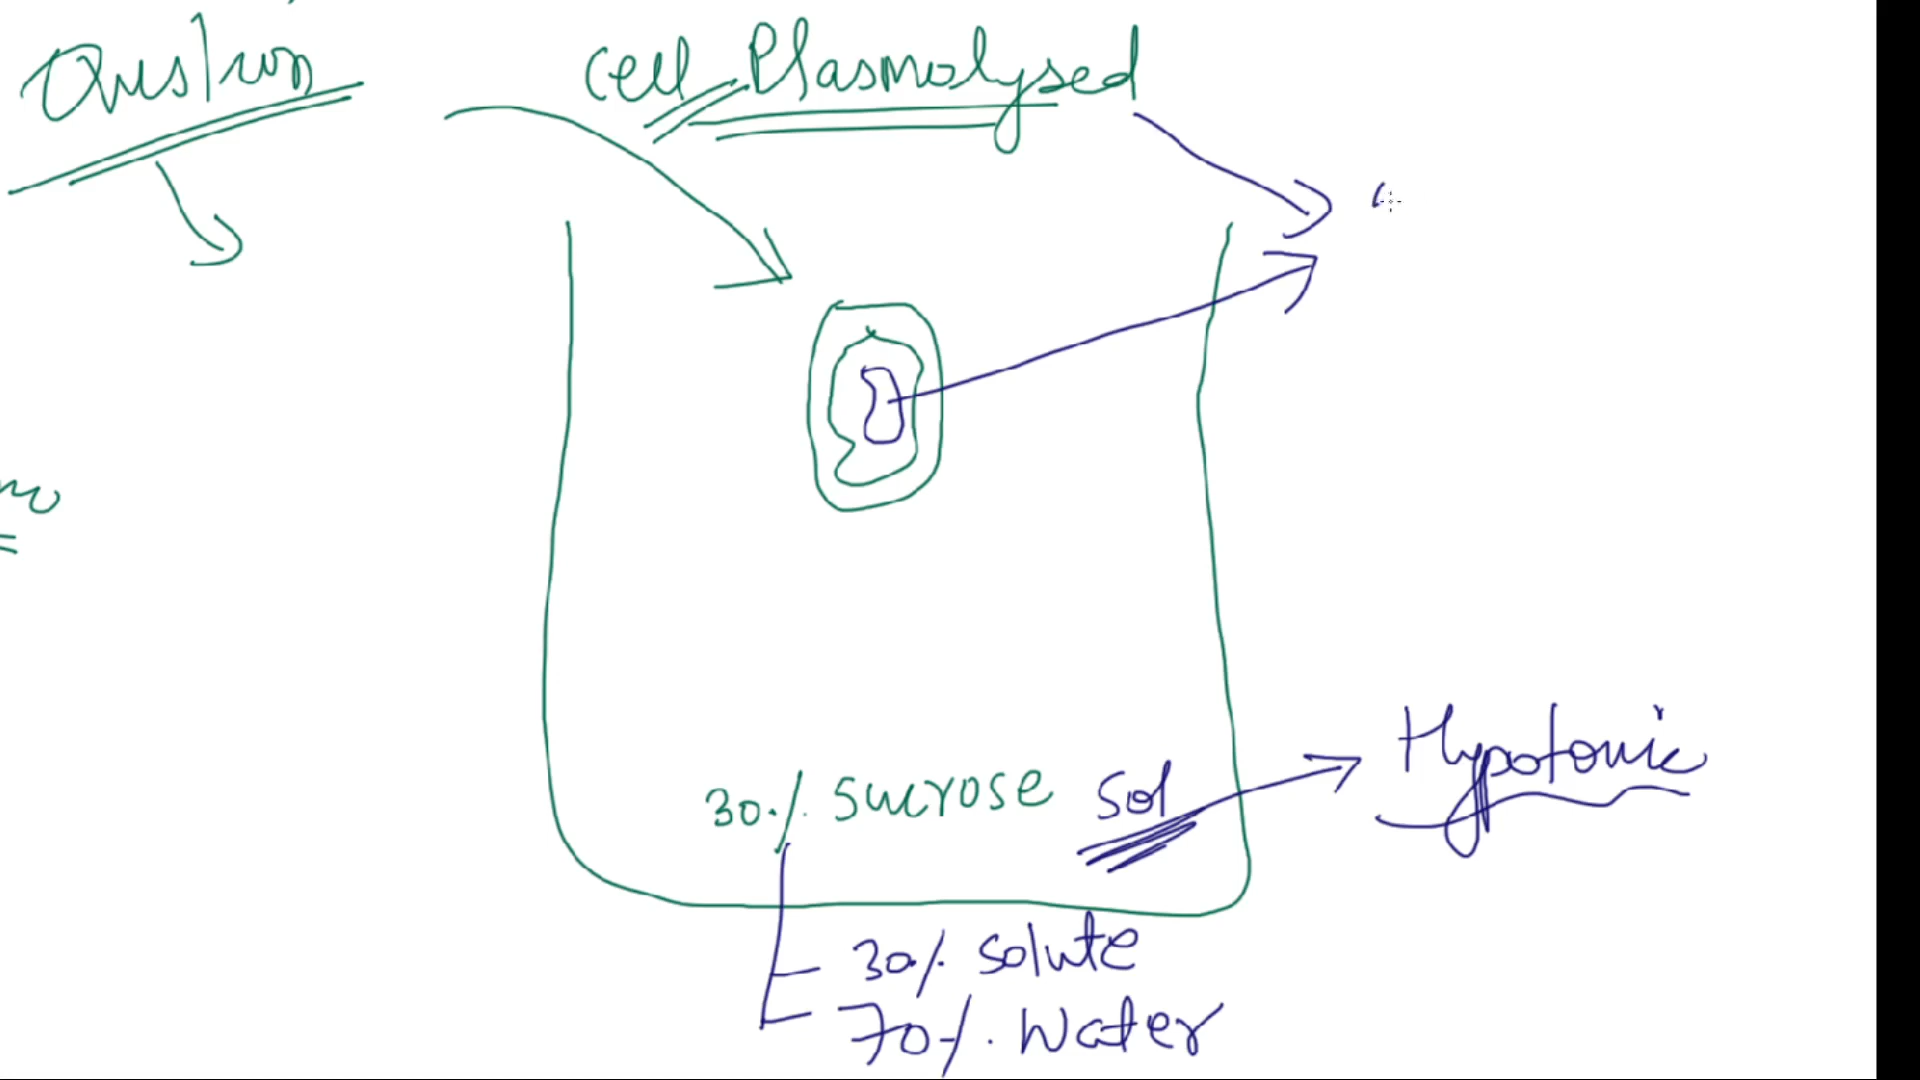 Question
Cell Plasmolysed
30% sucrose sol
Hypotonic
30% solute
70% Water